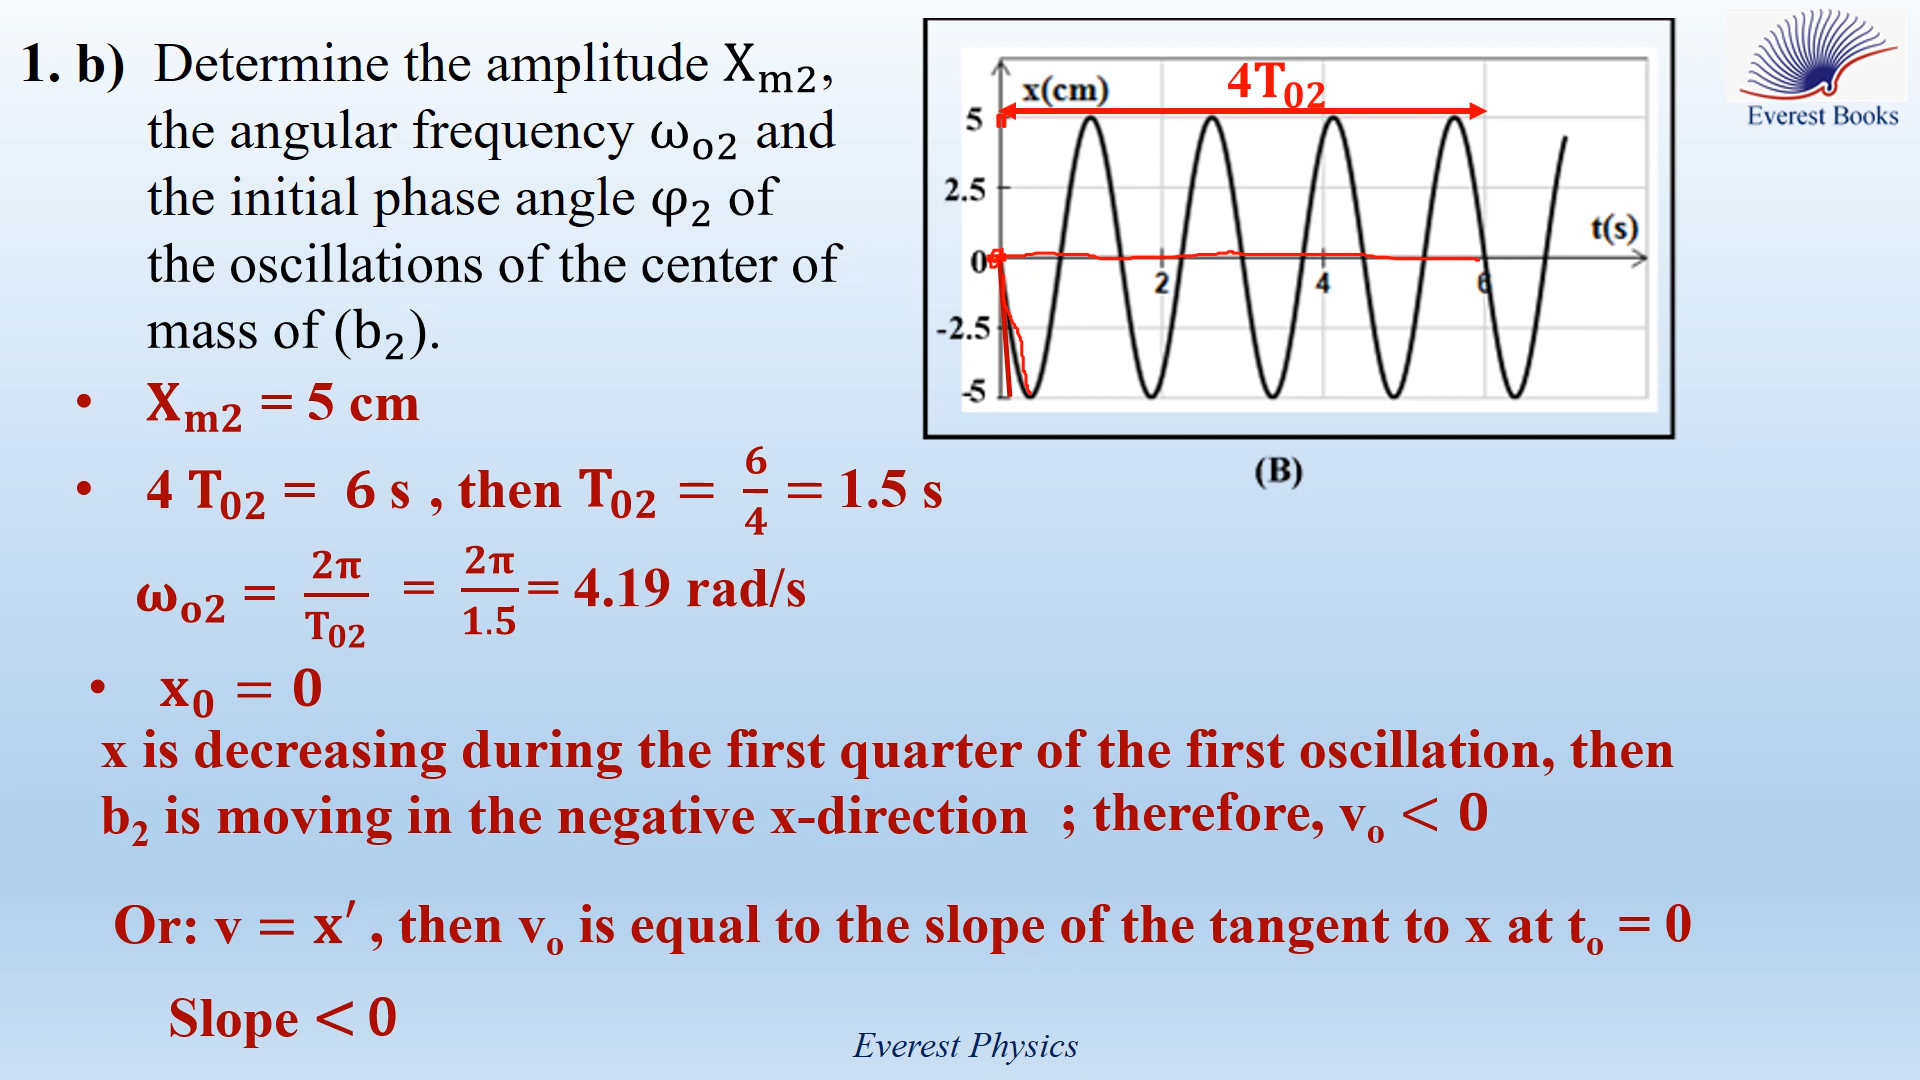 1. b) Determine the amplitude Xₘ₂,
the angular frequency ωₒ₂ and
the initial phase angle φ₂ of
the oscillations of the center of
mass of (b₂).
x(cm)
4T₀₂
5
2.5
0
-2.5
-5
2
4
6
t(s)
(B)
Everest Books
• Xₘ₂ = 5 cm
• 4 T₀₂ = 6 s , then T₀₂ = 6/4 = 1.5 s
ωₒ₂ = 2π/T₀₂ = 2π/1.5 = 4.19 rad/s
• x₀ = 0
x is decreasing during the first quarter of the first oscillation, then
b₂ is moving in the negative x-direction ; therefore, vₒ < 0
Or: v = x′ , then vₒ is equal to the slope of the tangent to x at tₒ = 0
Slope < 0
Everest Physics